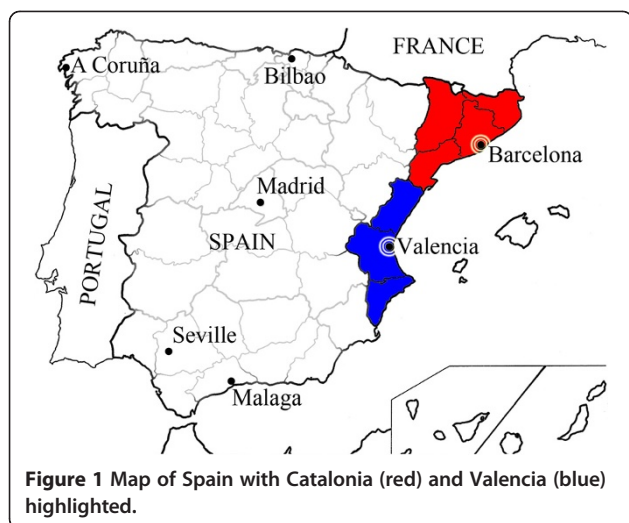 FRANCE
A Coruña
Bilbao
Barcelona
Madrid
PORTUGAL
SPAIN
Valencia
Seville
Malaga
Figure 1 Map of Spain with Catalonia (red) and Valencia (blue)
highlighted.